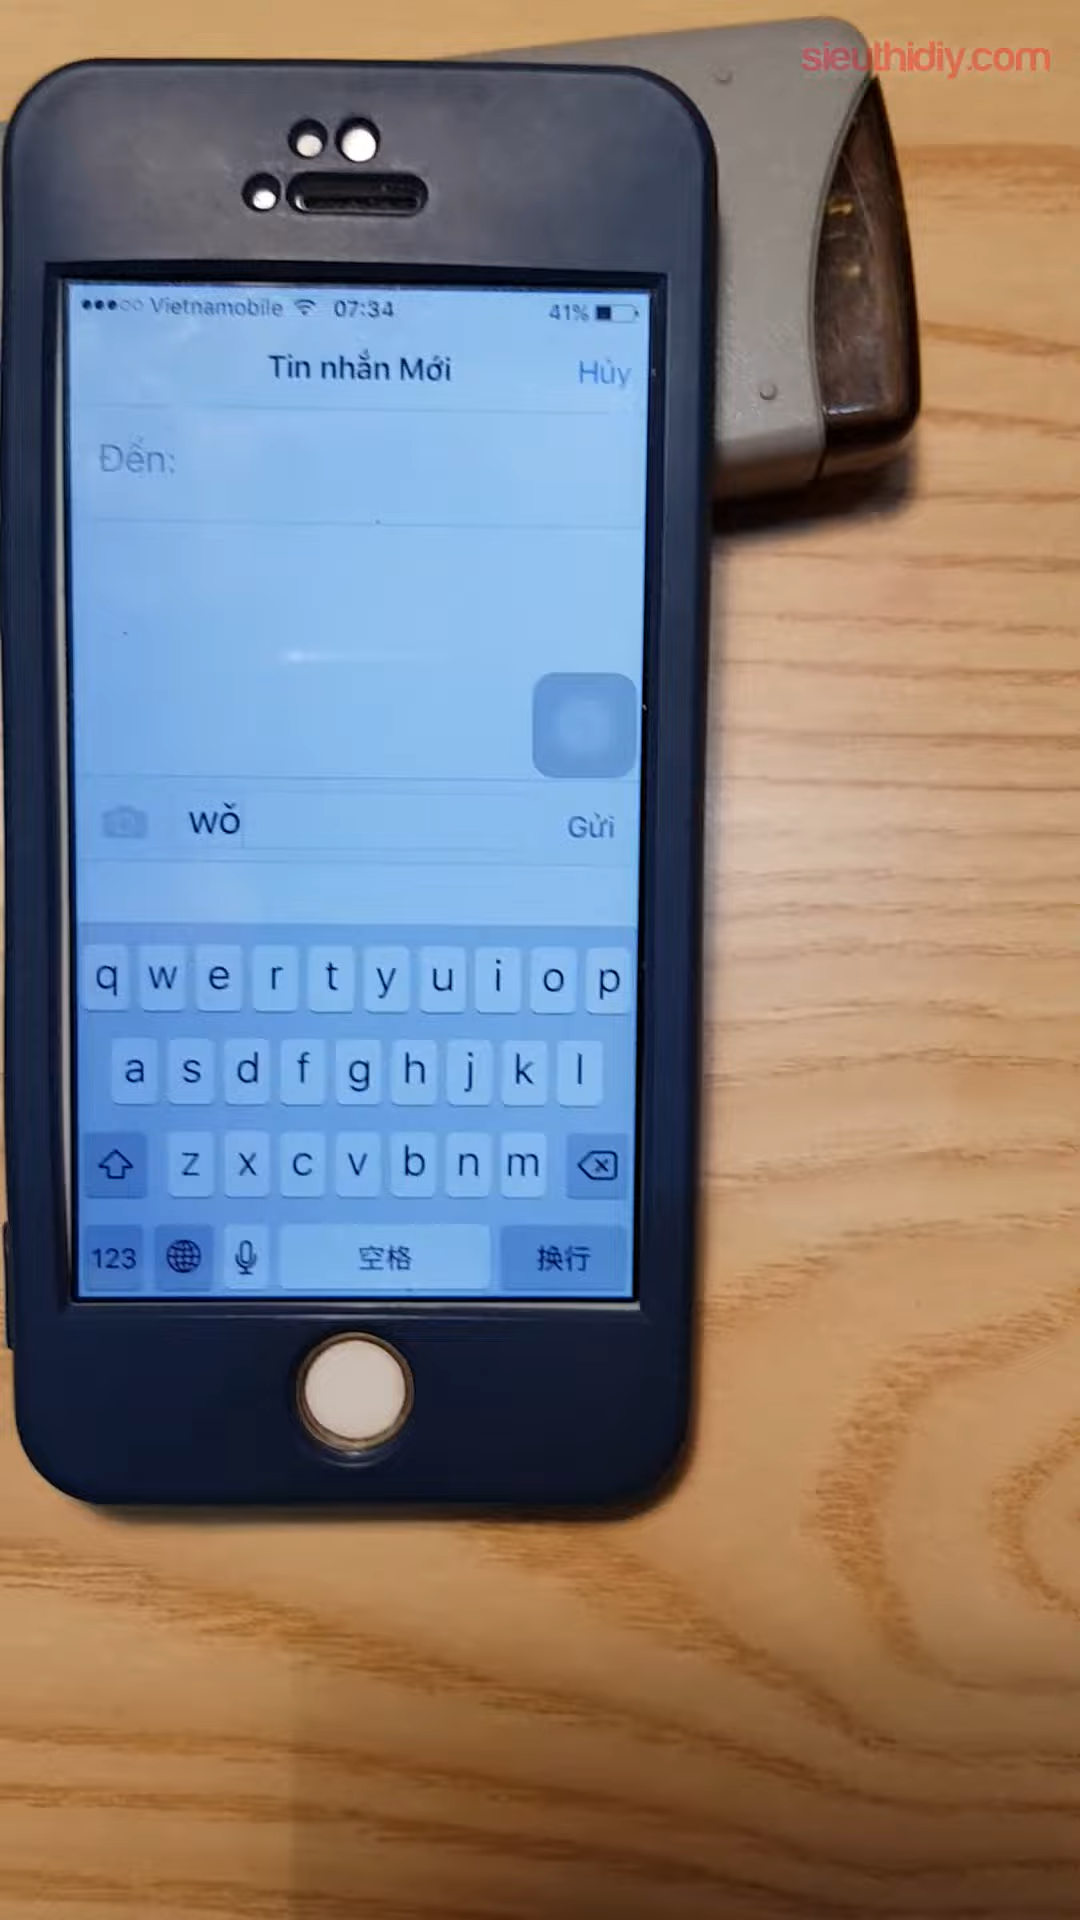 sieuthidiy.com
Vietnamobile 07:34 41%
Tin nhắn Mới Hủy
Đến:
wǒ Gửi
q w e r t y u i o p
a s d f g h j k l
z x c v b n m
123 空格 换行